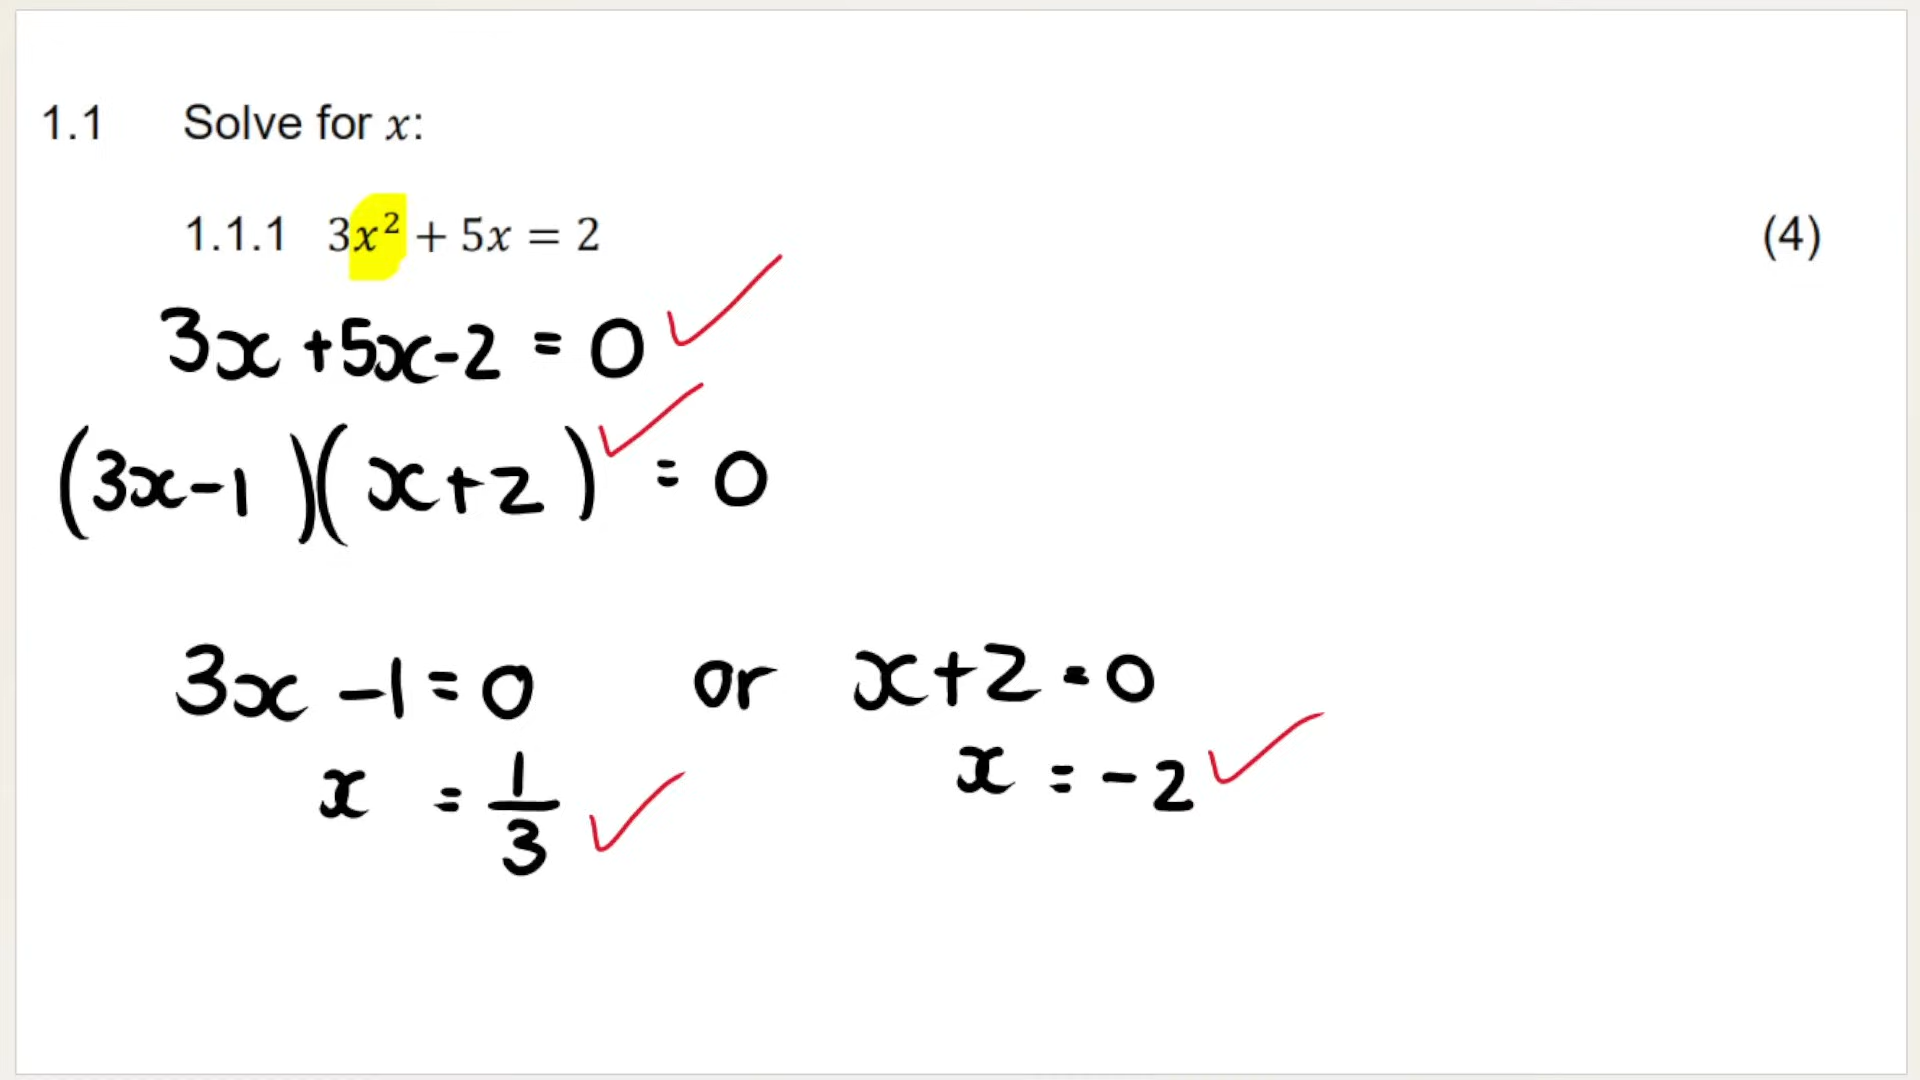 1.1 Solve for x:
1.1.1 3x² + 5x = 2 (4)
3x +5x-2 = 0
(3x-1)(x+2) = 0
3x -1 = 0 or x+2=0
x = 1/3 x = -2